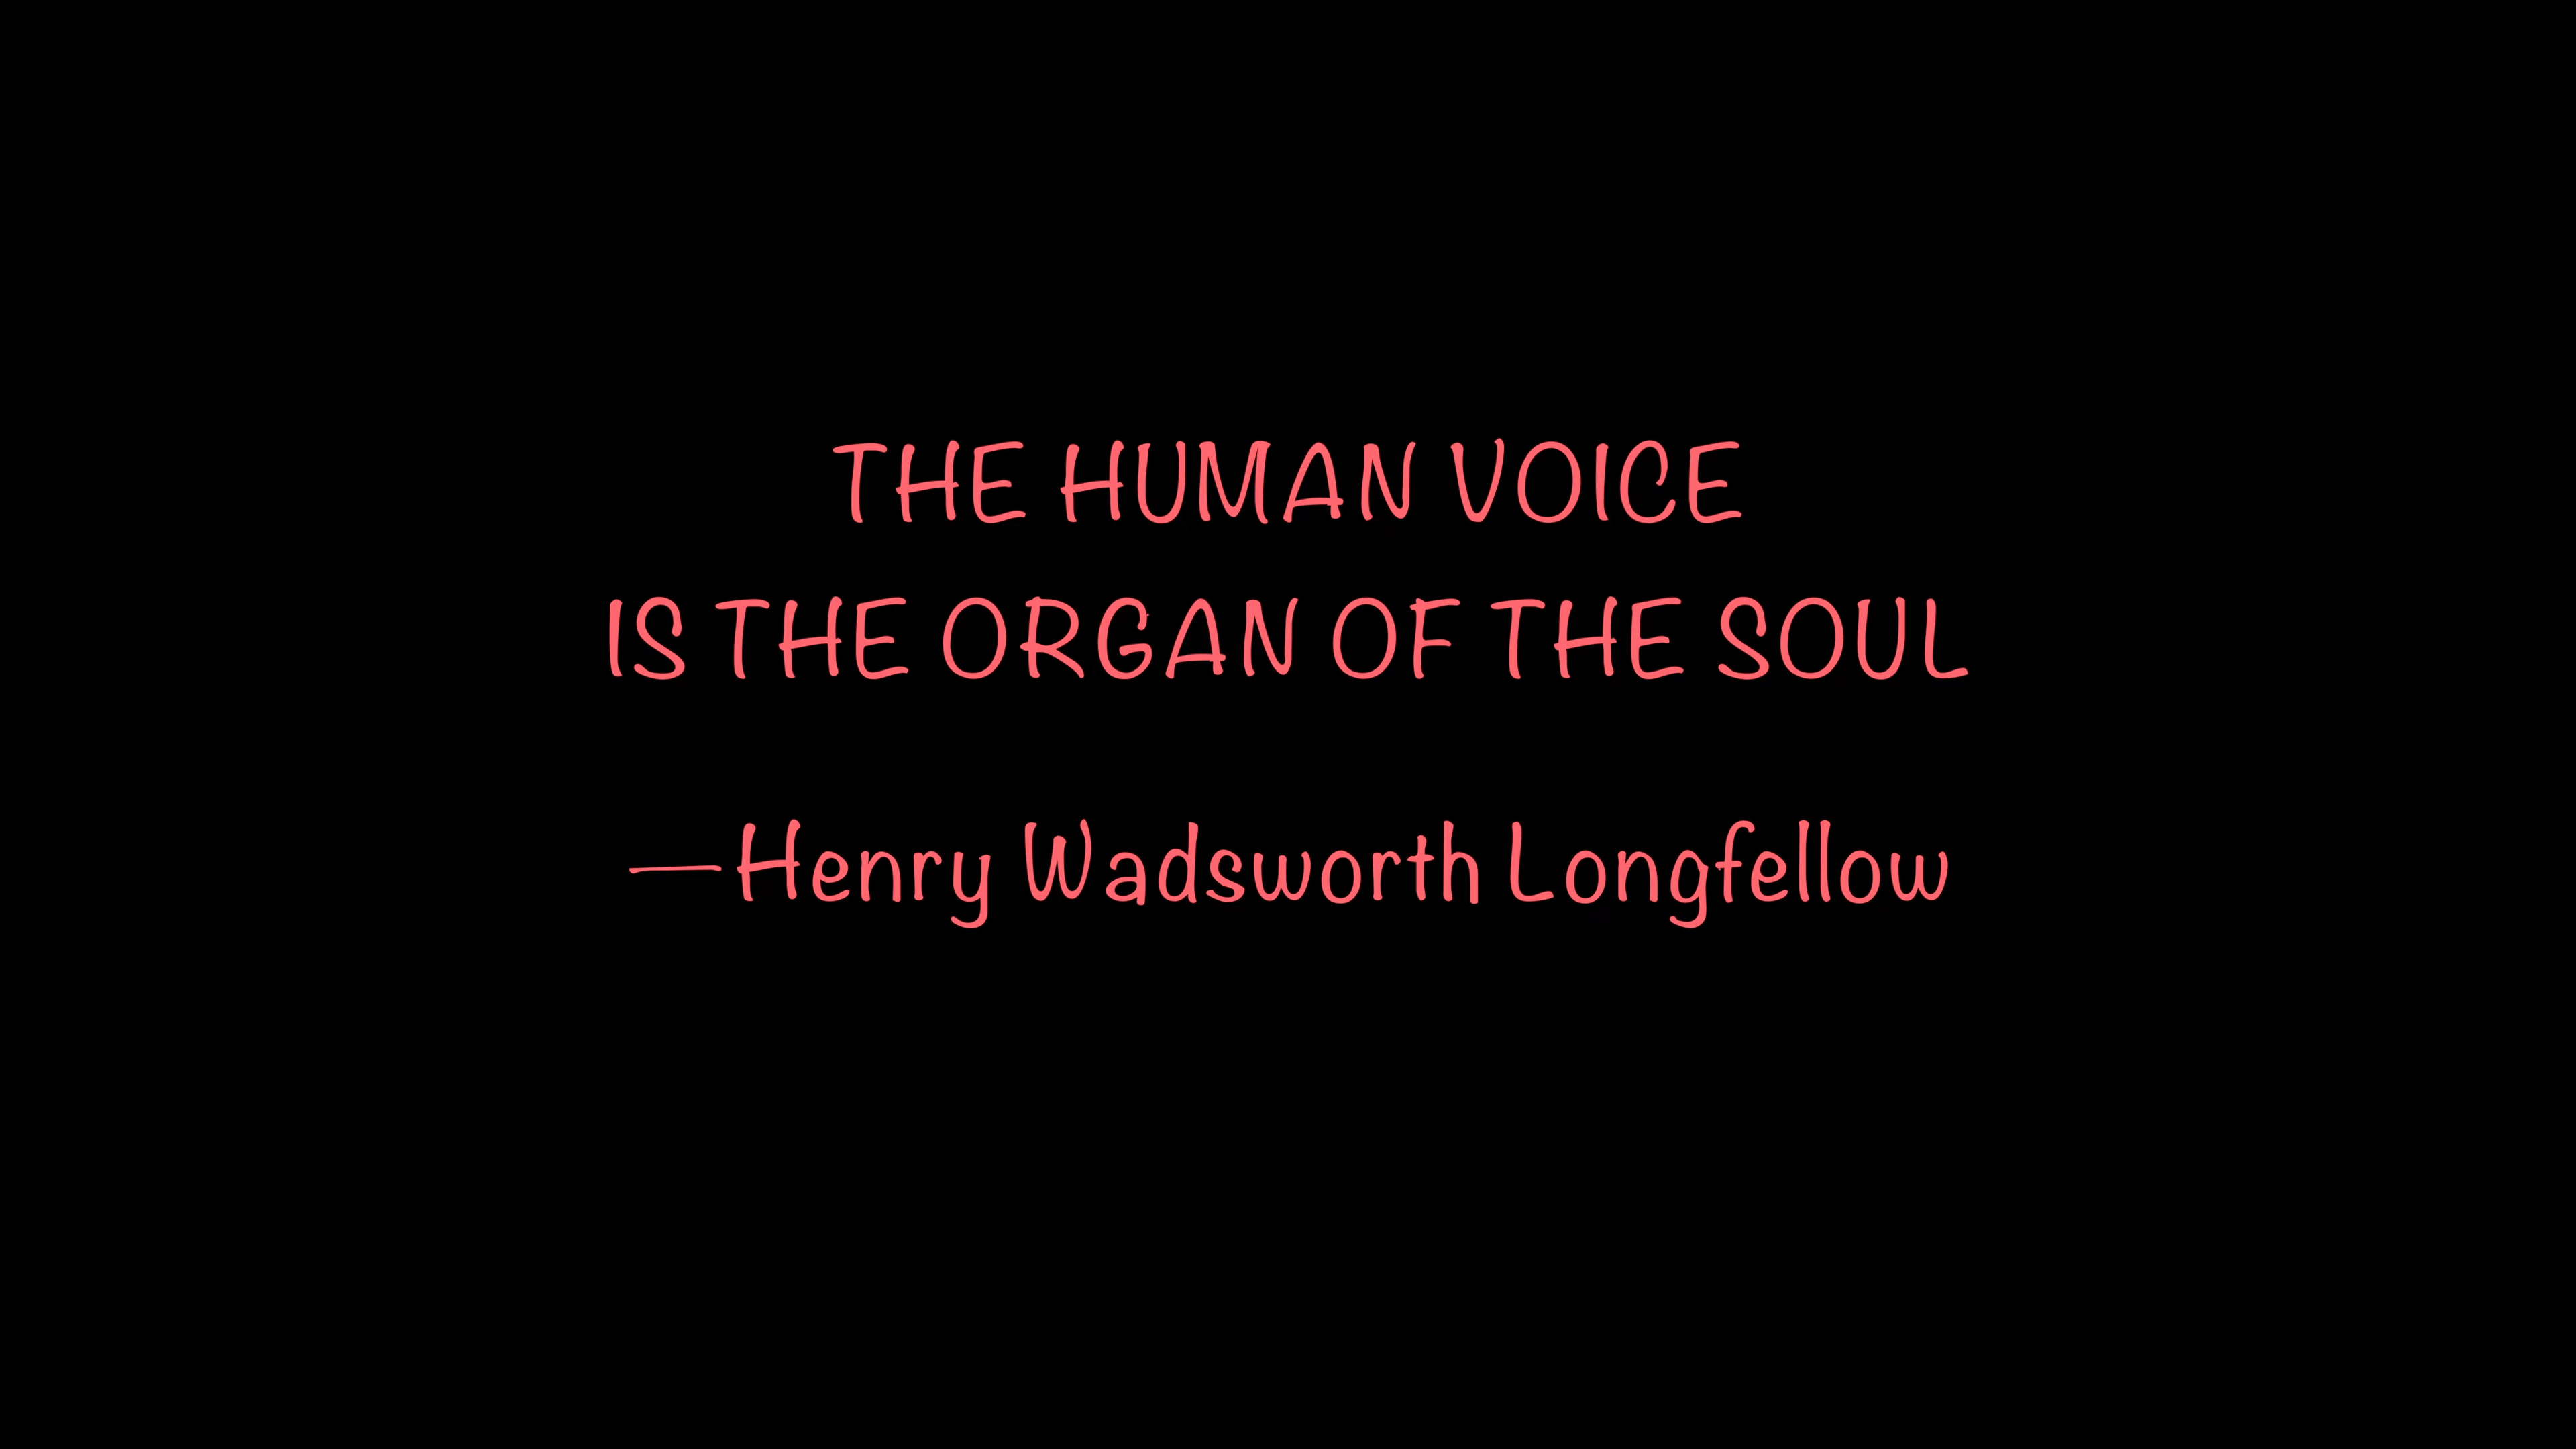 THE HUMAN VOICE
IS THE ORGAN OF THE SOUL
—Henry Wadsworth Longfellow